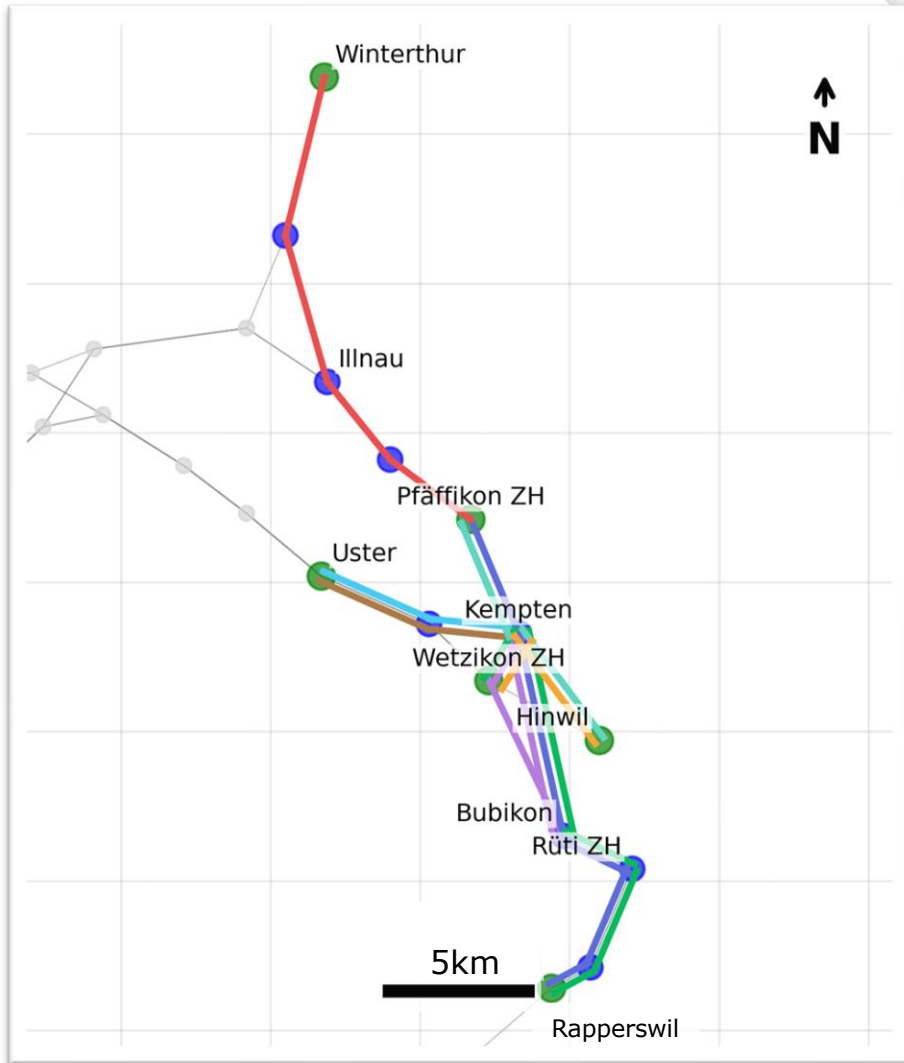 Winterthur
N
Illnau
Pfäffikon ZH
Uster
Kempten
Wetzikon ZH
Hinwil
Bubikon
Rüti ZH
5km
Rapperswil